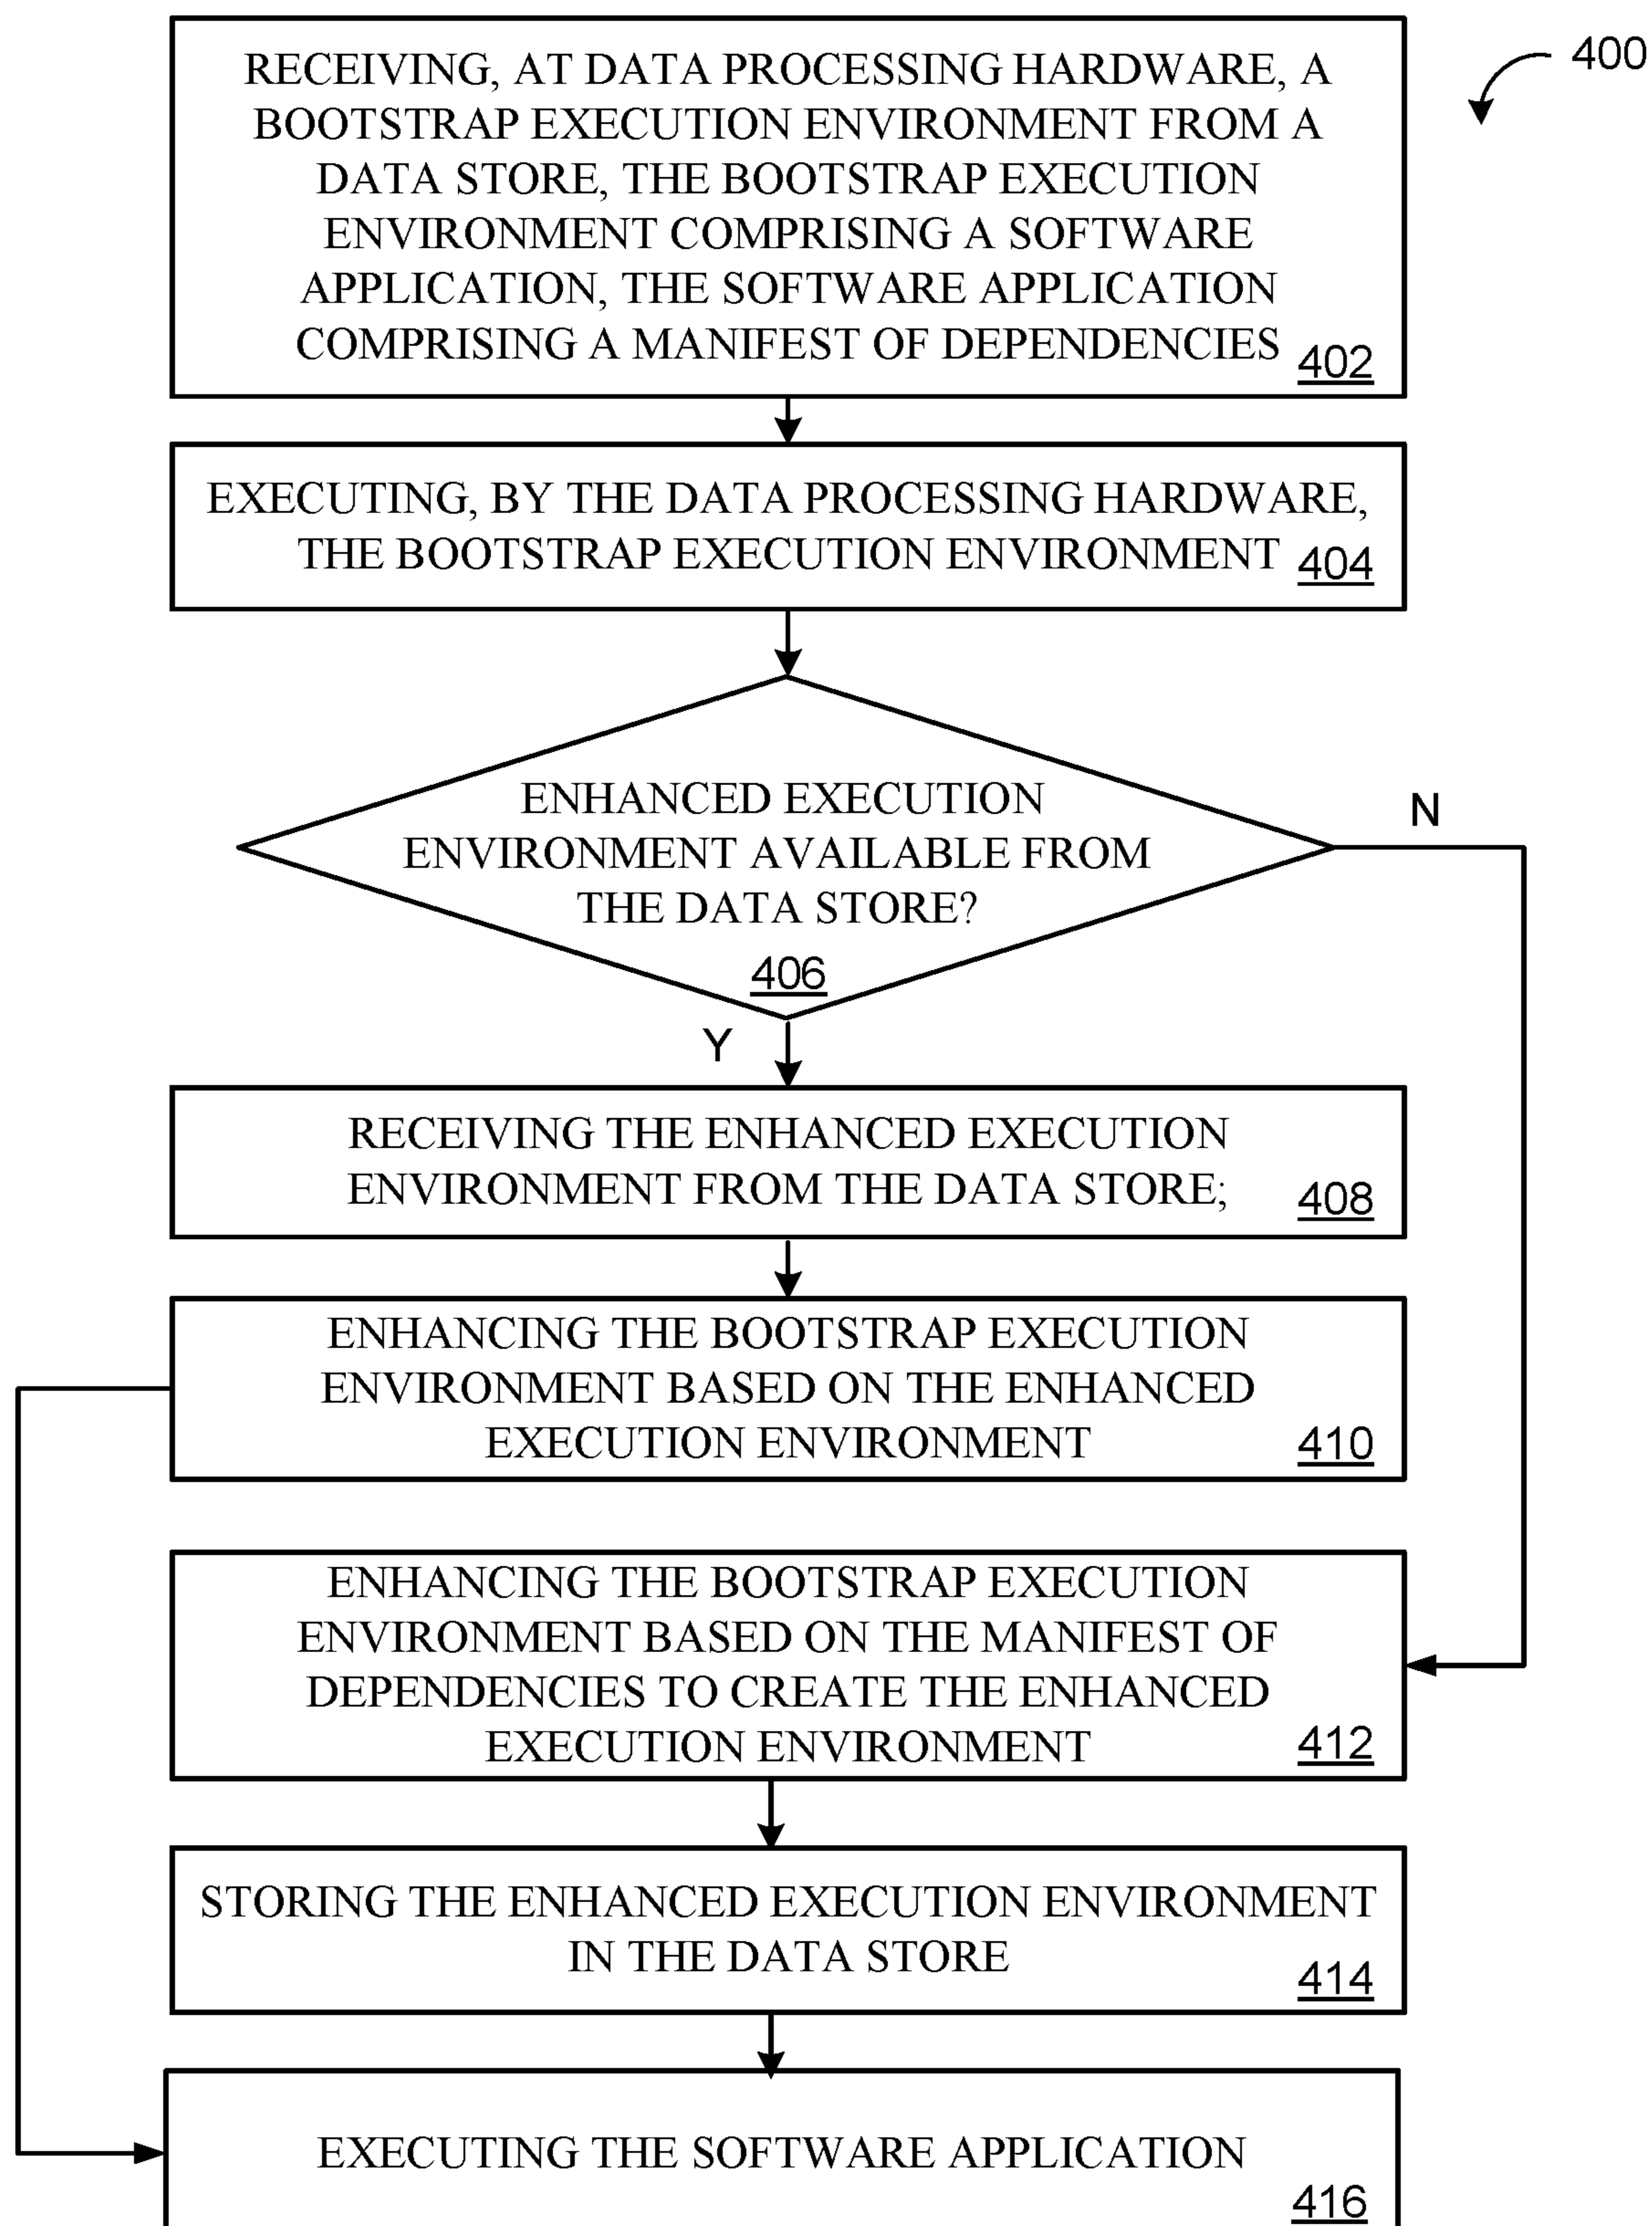 400
RECEIVING, AT DATA PROCESSING HARDWARE, A
BOOTSTRAP EXECUTION ENVIRONMENT FROM A
DATA STORE, THE BOOTSTRAP EXECUTION
ENVIRONMENT COMPRISING A SOFTWARE
APPLICATION, THE SOFTWARE APPLICATION
COMPRISING A MANIFEST OF DEPENDENCIES
402
EXECUTING, BY THE DATA PROCESSING HARDWARE,
THE BOOTSTRAP EXECUTION ENVIRONMENT
404
ENHANCED EXECUTION
ENVIRONMENT AVAILABLE FROM
THE DATA STORE?
406
N
Y
RECEIVING THE ENHANCED EXECUTION
ENVIRONMENT FROM THE DATA STORE;
408
ENHANCING THE BOOTSTRAP EXECUTION
ENVIRONMENT BASED ON THE ENHANCED
EXECUTION ENVIRONMENT
410
ENHANCING THE BOOTSTRAP EXECUTION
ENVIRONMENT BASED ON THE MANIFEST OF
DEPENDENCIES TO CREATE THE ENHANCED
EXECUTION ENVIRONMENT
412
STORING THE ENHANCED EXECUTION ENVIRONMENT
IN THE DATA STORE
414
EXECUTING THE SOFTWARE APPLICATION
416